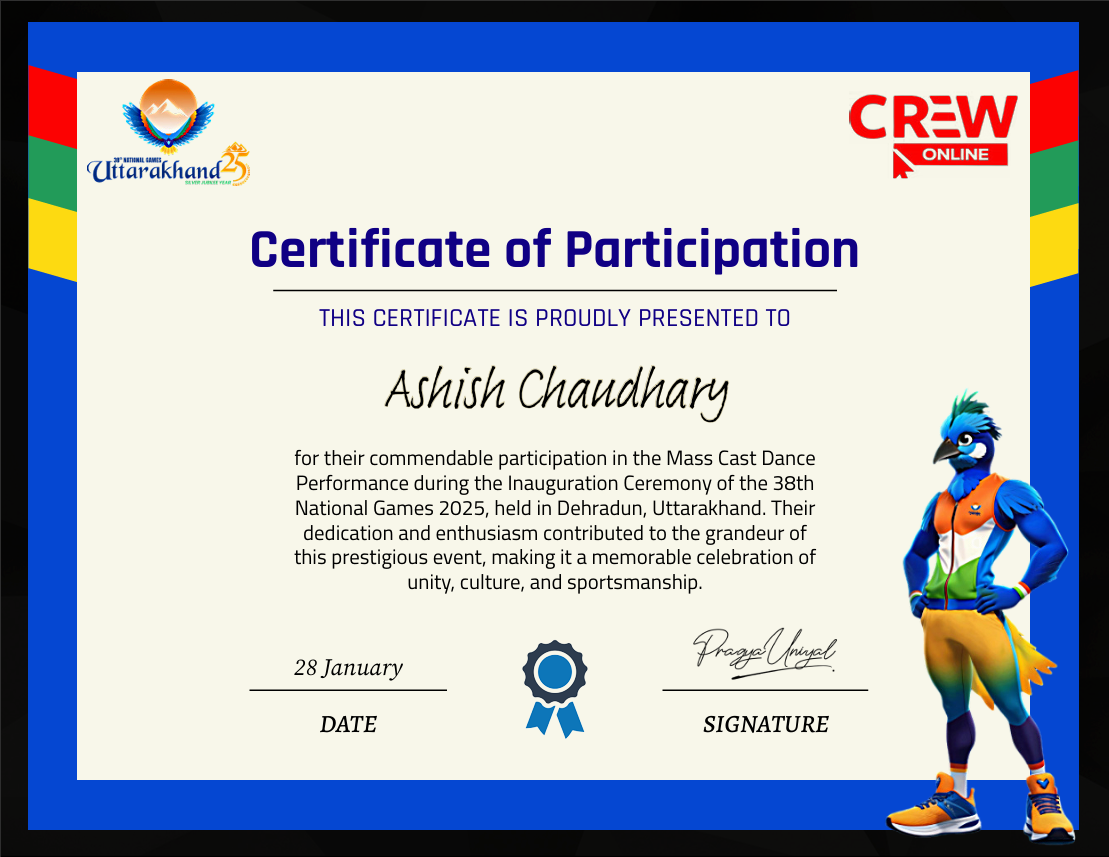 38th NATIONAL GAMES
Uttarakhand 25
SILVER JUBILEE YEAR
CREW
ONLINE
Certificate of Participation
THIS CERTIFICATE IS PROUDLY PRESENTED TO
Ashish Chaudhary
for their commendable participation in the Mass Cast Dance
Performance during the Inauguration Ceremony of the 38th
National Games 2025, held in Dehradun, Uttarakhand. Their
dedication and enthusiasm contributed to the grandeur of
this prestigious event, making it a memorable celebration of
unity, culture, and sportsmanship.
28 January
Pragya Uniyal
DATE
SIGNATURE